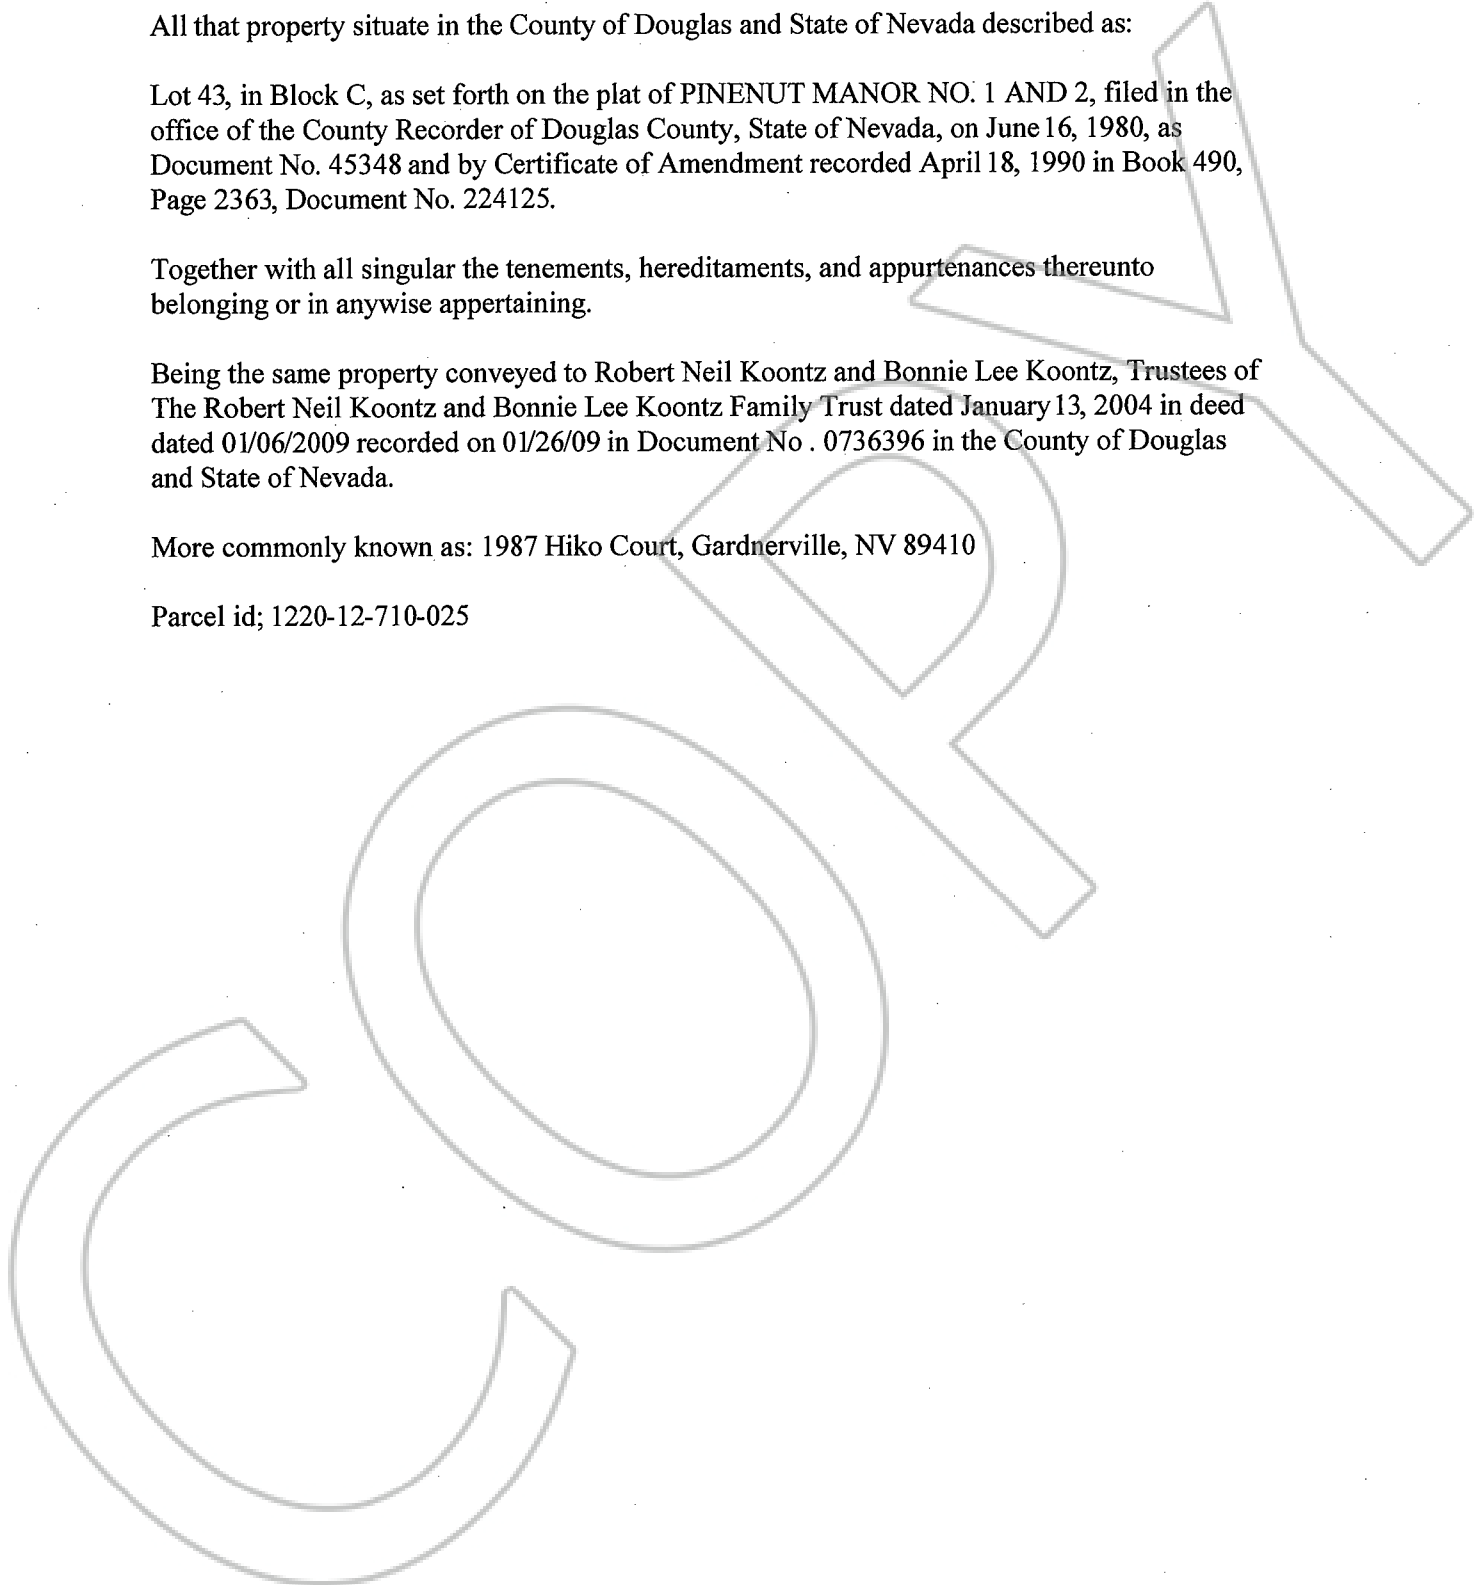 All that property situate in the County of Douglas and State of Nevada described as:
Lot 43, in Block C, as set forth on the plat of PINENUT MANOR NO. 1 AND 2, filed in the
office of the County Recorder of Douglas County, State of Nevada, on June 16, 1980, as
Document No. 45348 and by Certificate of Amendment recorded April 18, 1990 in Book 490,
Page 2363, Document No. 224125.
Together with all singular the tenements, hereditaments, and appurtenances thereunto
belonging or in anywise appertaining.
Being the same property conveyed to Robert Neil Koontz and Bonnie Lee Koontz, Trustees of
The Robert Neil Koontz and Bonnie Lee Koontz Family Trust dated January 13, 2004 in deed
dated 01/06/2009 recorded on 01/26/09 in Document No . 0736396 in the County of Douglas
and State of Nevada.
More commonly known as: 1987 Hiko Court, Gardnerville, NV 89410
Parcel id; 1220-12-710-025
COPY